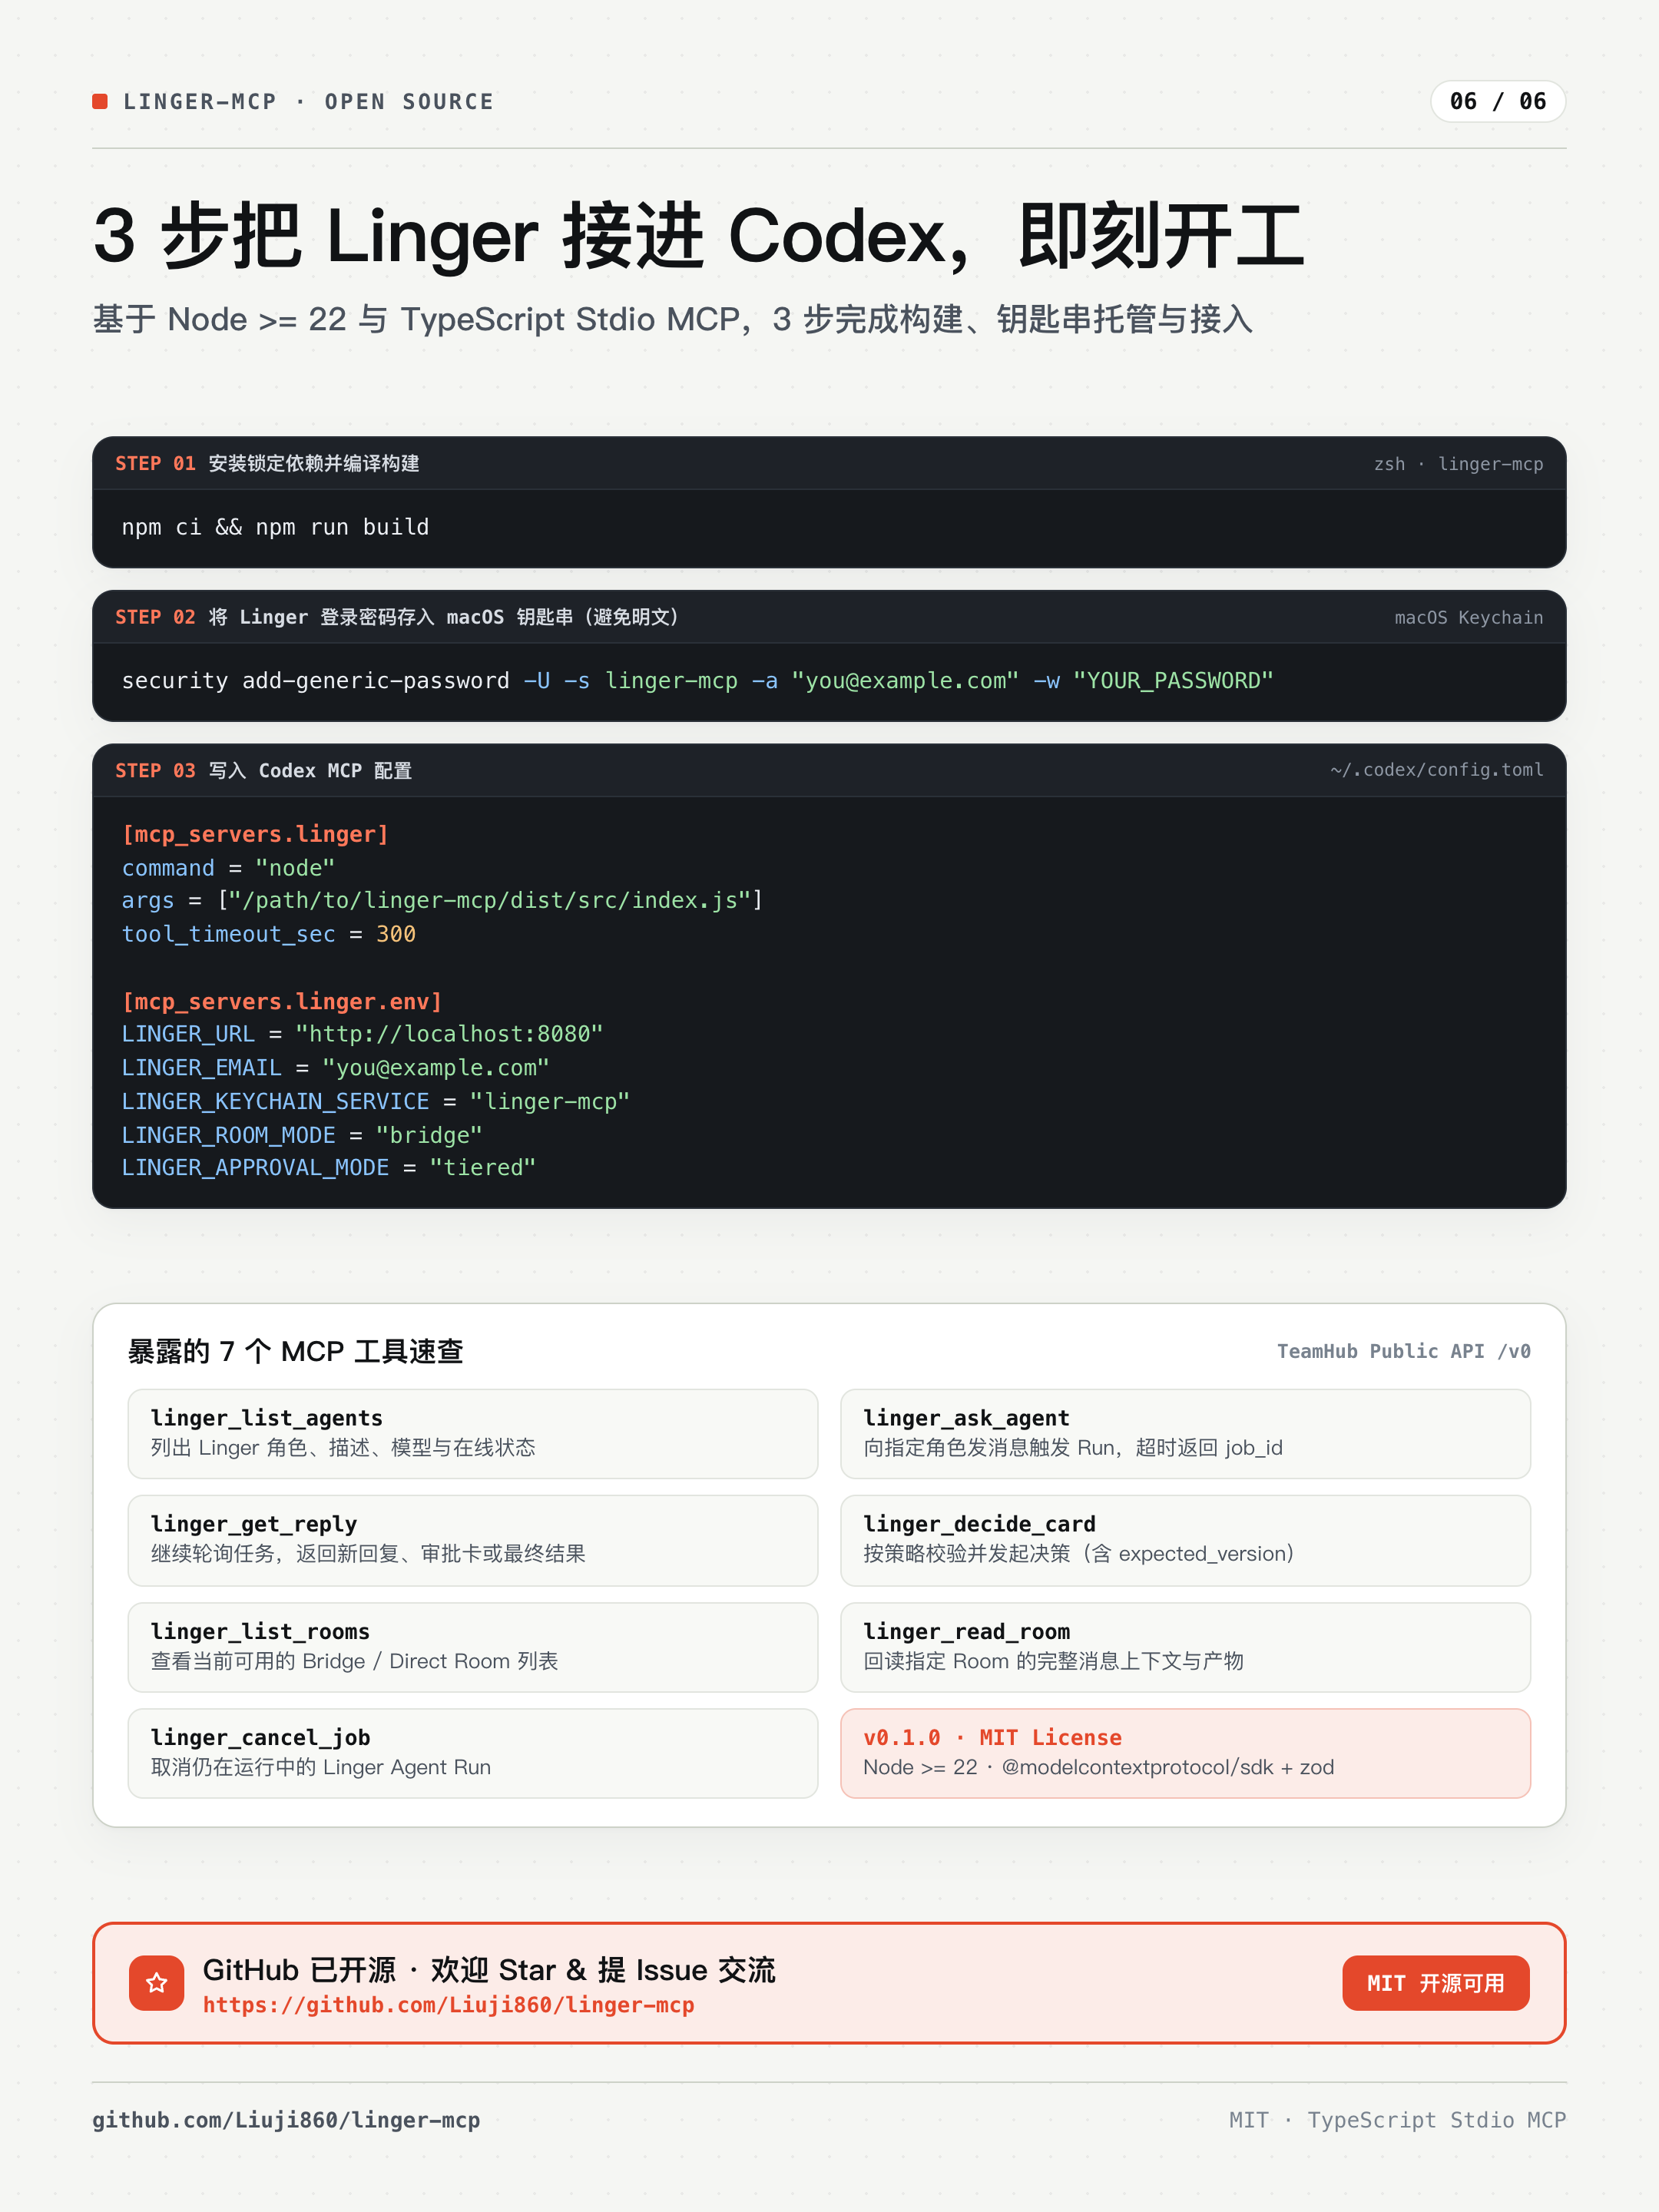 LINGER-MCP · OPEN SOURCE
06 / 06
3 步把 Linger 接进 Codex，即刻开工
基于 Node >= 22 与 TypeScript Stdio MCP，3 步完成构建、钥匙串托管与接入
STEP 01 安装锁定依赖并编译构建
zsh · linger-mcp
npm ci && npm run build
STEP 02 将 Linger 登录密码存入 macOS 钥匙串（避免明文）
macOS Keychain
security add-generic-password -U -s linger-mcp -a "you@example.com" -w "YOUR_PASSWORD"
STEP 03 写入 Codex MCP 配置
~/.codex/config.toml
[mcp_servers.linger]
command = "node"
args = ["/path/to/linger-mcp/dist/src/index.js"]
tool_timeout_sec = 300
[mcp_servers.linger.env]
LINGER_URL = "http://localhost:8080"
LINGER_EMAIL = "you@example.com"
LINGER_KEYCHAIN_SERVICE = "linger-mcp"
LINGER_ROOM_MODE = "bridge"
LINGER_APPROVAL_MODE = "tiered"
暴露的 7 个 MCP 工具速查
TeamHub Public API /v0
linger_list_agents
列出 Linger 角色、描述、模型与在线状态
linger_ask_agent
向指定角色发消息触发 Run，超时返回 job_id
linger_get_reply
继续轮询任务，返回新回复、审批卡或最终结果
linger_decide_card
按策略校验并发起决策（含 expected_version）
linger_list_rooms
查看当前可用的 Bridge / Direct Room 列表
linger_read_room
回读指定 Room 的完整消息上下文与产物
linger_cancel_job
取消仍在运行中的 Linger Agent Run
v0.1.0 · MIT License
Node >= 22 · @modelcontextprotocol/sdk + zod
GitHub 已开源 · 欢迎 Star & 提 Issue 交流
https://github.com/Liuji860/linger-mcp
MIT 开源可用
github.com/Liuji860/linger-mcp
MIT · TypeScript Stdio MCP